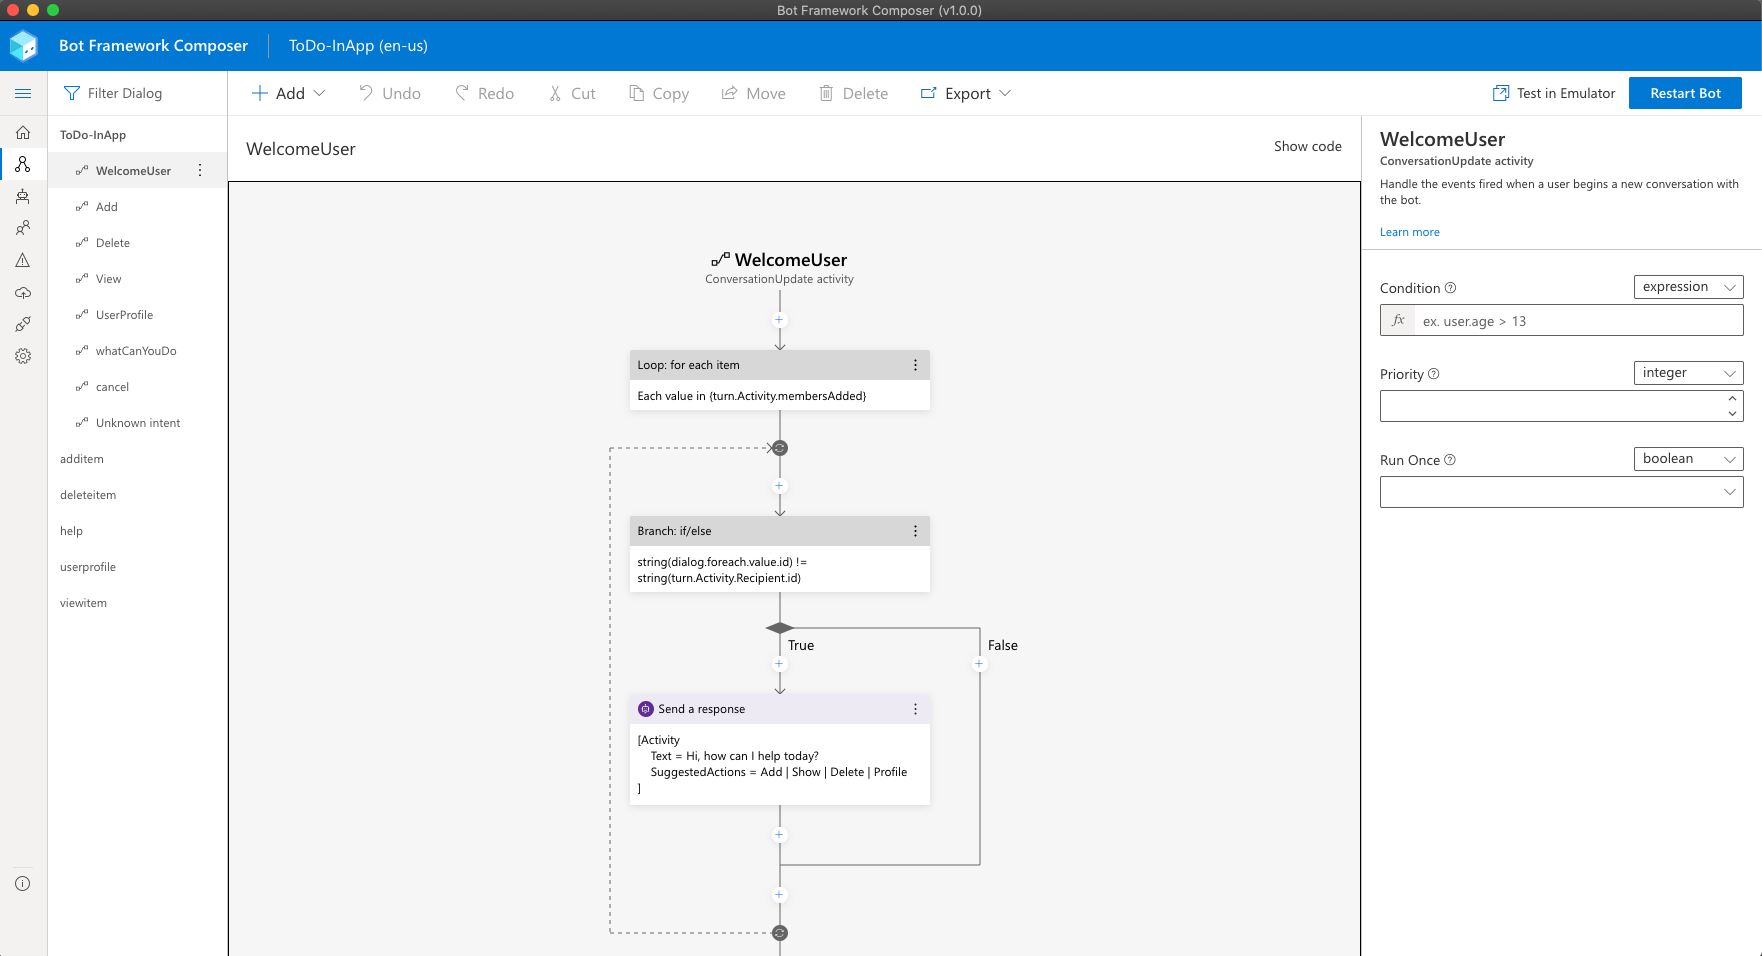 Bot Framework Composer (v1.0.0)
Bot Framework Composer
ToDo-InApp (en-us)
Filter Dialog
Add
Undo
Redo
Cut
Copy
Move
Delete
Export
Test in Emulator
Restart Bot
ToDo-InApp
WelcomeUser
Add
Delete
View
UserProfile
whatCanYouDo
cancel
Unknown intent
additem
deleteitem
help
userprofile
viewitem
WelcomeUser
Show code
WelcomeUser
ConversationUpdate activity
Loop: for each item
Each value in {turn.Activity.membersAdded}
Branch: if/else
string(dialog.foreach.value.id) !=
string(turn.Activity.Recipient.id)
True
False
Send a response
[Activity
Text = Hi, how can I help today?
SuggestedActions = Add | Show | Delete | Profile
]
WelcomeUser
ConversationUpdate activity
Handle the events fired when a user begins a new conversation with
the bot.
Learn more
Condition
expression
fx
ex. user.age > 13
Priority
integer
Run Once
boolean